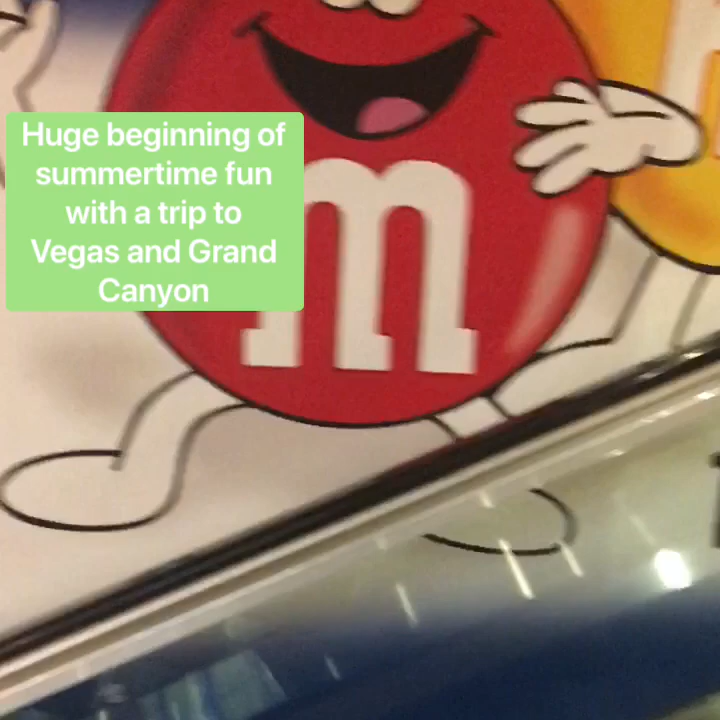 Huge beginning of
summertime fun
with a trip to
Vegas and Grand
Canyon
m